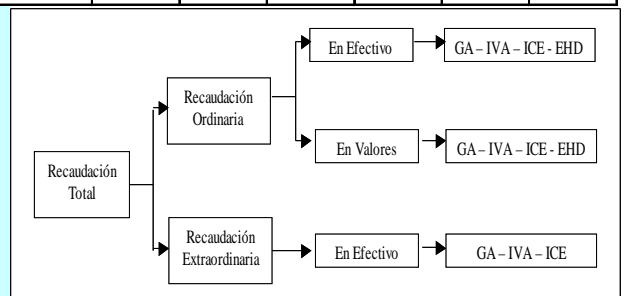 En Efectivo
GA – IVA – ICE - EHD
Recaudación
Ordinaria
En Valores
GA – IVA – ICE - EHD
Recaudación
Total
Recaudación
Extraordinaria
En Efectivo
GA – IVA – ICE